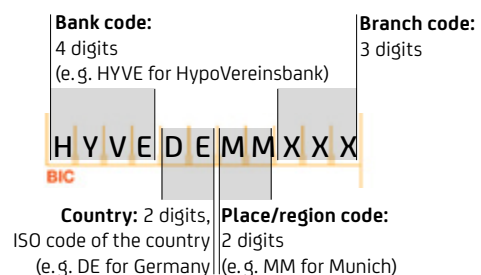 Bank code:
4 digits
(e. g. HYVE for HypoVereinsbank)
Branch code:
3 digits
HYVEDEMMXXX
BIC
Country: 2 digits,
ISO code of the country
(e. g. DE for Germany
Place/region code:
2 digits
(e. g. MM for Munich)